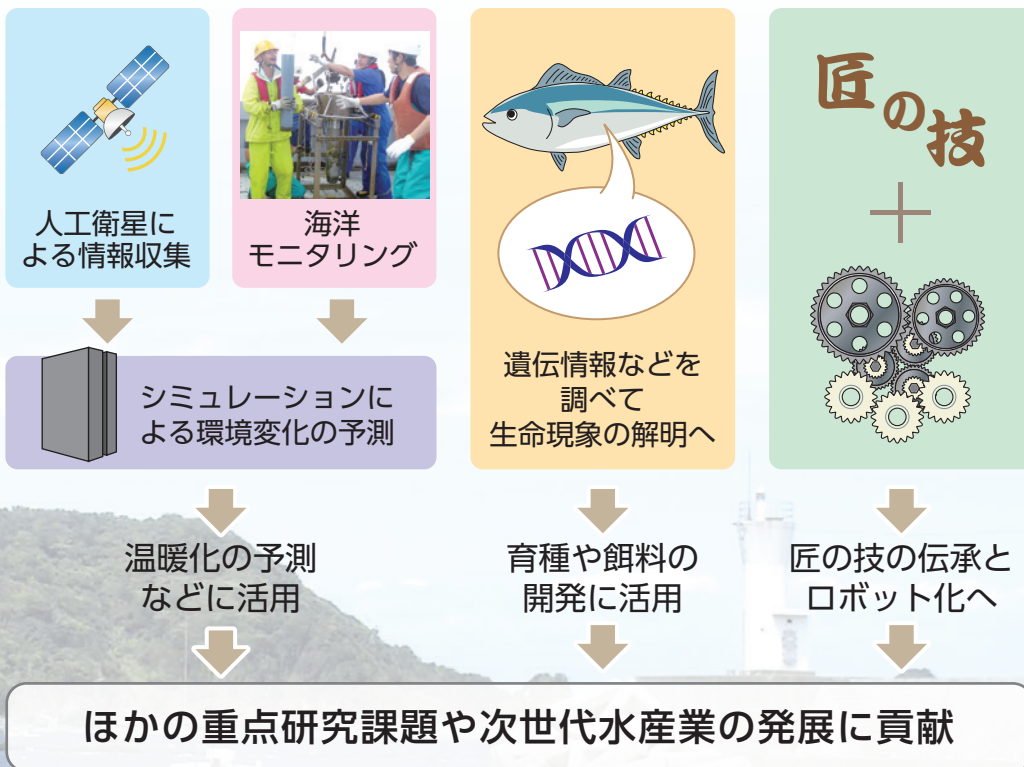 人工衛星に
よる情報収集
海洋
モニタリング
シミュレーションに
よる環境変化の予測
温暖化の予測
などに活用
遺伝情報などを
調べて
生命現象の解明へ
育種や餌料の
開発に活用
匠の技
+
匠の技の伝承と
ロボット化へ
ほかの重点研究課題や次世代水産業の発展に貢献